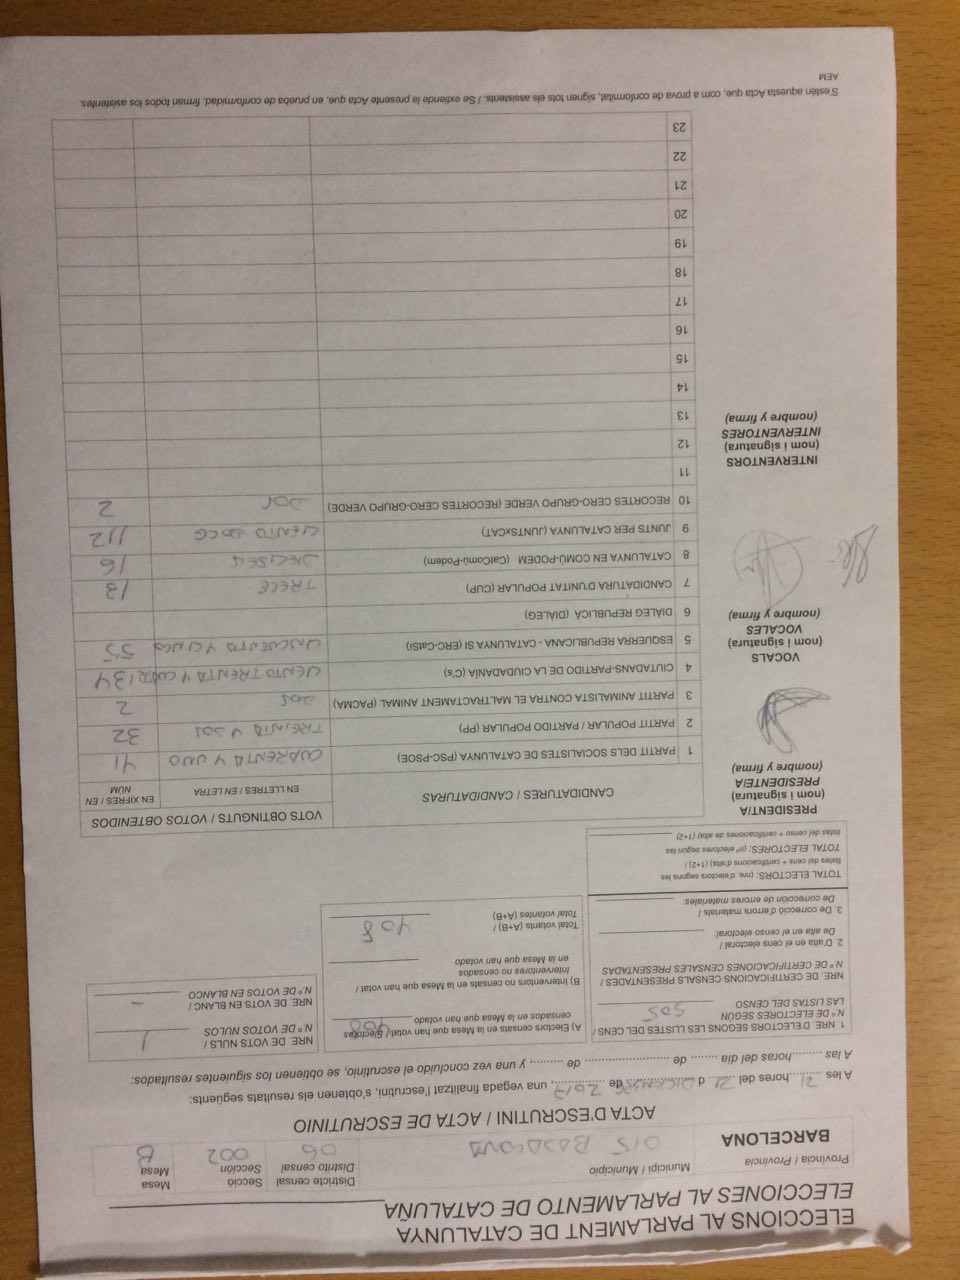 ELECCIONS AL PARLAMENT DE CATALUNYA
ELECCIONES AL PARLAMENTO DE CATALUÑA
Província / Provincia
BARCELONA
Municipi / Municipio
015 BADALONA
Districte censal
Distrito censal
06
Secció
Sección
002
Mesa
Mesa
B
ACTA D'ESCRUTINI / ACTA DE ESCRUTINIO
A les 21 hores del 21 d DICIEMBRE de 2017, una vegada finalitzat l'escrutini, s'obtenen els resultats següents:
A las ........horas del día ....... de ...................... de ........., y una vez concluido el escrutinio, se obtienen los siguientes resultados:
1. NRE. D'ELECTORS SEGONS LES LLISTES DEL CENS /
N.º DE ELECTORES SEGÚN
LAS LISTAS DEL CENSO 505
NRE. DE CERTIFICACIONS CENSALS PRESENTADES /
N.º DE CERTIFICACIONES CENSALES PRESENTADAS
2. D'alta en el cens electoral /
De alta en el censo electoral:
3. De correcció d'errors materials /
De corrección de errores materiales:
TOTAL ELECTORS: (nre. d'electors segons les
llistes del cens + certificacions d'alta) (1+2) /
TOTAL ELECTORES: (nº electores según las
listas del censo + certificaciones de alta) (1+2)
A) Electors censats en la Mesa que han votat / Electores
censados en la Mesa que han votado 408
B) Interventors no censats en la Mesa que han votat /
Interventores no censados
en la Mesa que han votado
Total votants (A+B) /
Total votantes (A+B) 408
NRE. DE VOTS NULS /
N.º DE VOTOS NULOS 1
NRE. DE VOTS EN BLANC /
N.º DE VOTOS EN BLANCO -
PRESIDENT/A
(nom i signatura)
PRESIDENTE/A
(nombre y firma)
VOCALS
(nom i signatura)
VOCALES
(nombre y firma)
INTERVENTORS
(nom i signatura)
INTERVENTORES
(nombre y firma)
CANDIDATURES / CANDIDATURAS
VOTS OBTINGUTS / VOTOS OBTENIDOS
EN LLETRES / EN LETRA
EN XIFRES / EN NÚM
1 PARTIT DELS SOCIALISTES DE CATALUNYA (PSC-PSOE) CUARENTA Y UNO 41
2 PARTIT POPULAR / PARTIDO POPULAR (PP) TREINTA Y DOS 32
3 PARTIT ANIMALISTA CONTRA EL MALTRACTAMENT ANIMAL (PACMA) DOS 2
4 CIUTADANS-PARTIDO DE LA CIUDADANÍA (C's) CIENTO TRENTA Y CUATRO 134
5 ESQUERRA REPUBLICANA - CATALUNYA SÍ (ERC-CatSí) CINCUENTA Y CINCO 55
6 DIÀLEG REPÚBLICA (DIÀLEG)
7 CANDIDATURA D'UNITAT POPULAR (CUP) TRECE 13
8 CATALUNYA EN COMÚ-PODEM (CatComú-Podem) DIECISEIS 16
9 JUNTS PER CATALUNYA (JUNTSxCAT) CIENTO DOCE 112
10 RECORTES CERO-GRUPO VERDE (RECORTES CERO-GRUPO VERDE) DOS 2
11
12
13
14
15
16
17
18
19
20
21
22
23
S'estén aquesta Acta que, com a prova de conformitat, signen tots els assistents. / Se extiende la presente Acta que, en prueba de conformidad, firman todos los asistentes.
AEM